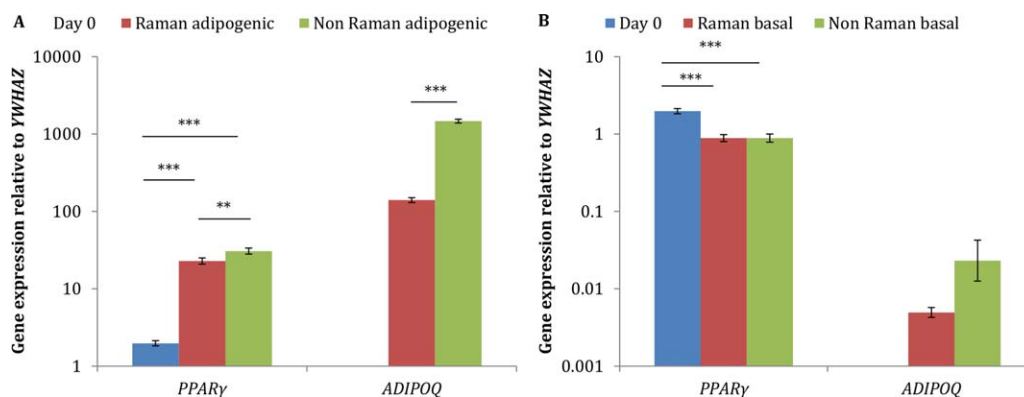 A Day 0 Raman adipogenic Non Raman adipogenic
Gene expression relative to YWHAZ
10000
1000
100
10
1
***
***
**
***
PPARγ ADIPOQ
B Day 0 Raman basal Non Raman basal
Gene expression relative to YWHAZ
10
1
0.1
0.01
0.001
***
***
PPARγ ADIPOQ